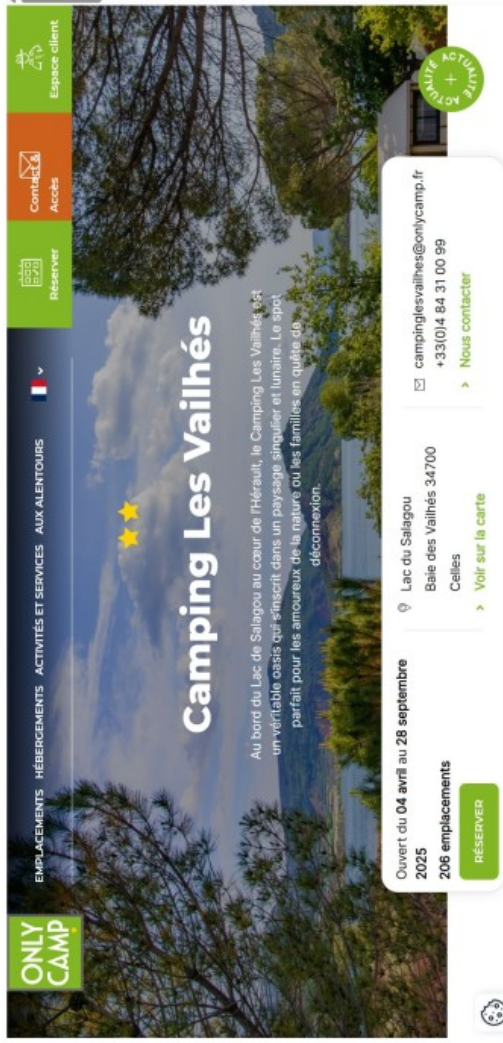 ONLY
CAMP
EMPLACEMENTS HÉBERGEMENTS ACTIVITÉS ET SERVICES AUX ALENTOURS
Réserver
Contact &
Accès
Espace client
Camping Les Vailhés
Au bord du Lac de Salagou au cœur de l'Hérault, le Camping Les Vailhés est
un véritable oasis qui s'inscrit dans un paysage singulier et lunaire. Le spot
parfait pour les amoureux de la nature ou les familles en quête de
déconnexion.
ACTUALITÉ ACTUALITÉ
+
Ouvert du 04 avril au 28 septembre
2025
206 emplacements
RÉSERVER
Lac du Salagou
Baie des Vailhés 34700
Celles
> Voir sur la carte
campinglesvailhes@onlycamp.fr
+33(0)4 84 31 00 99
> Nous contacter